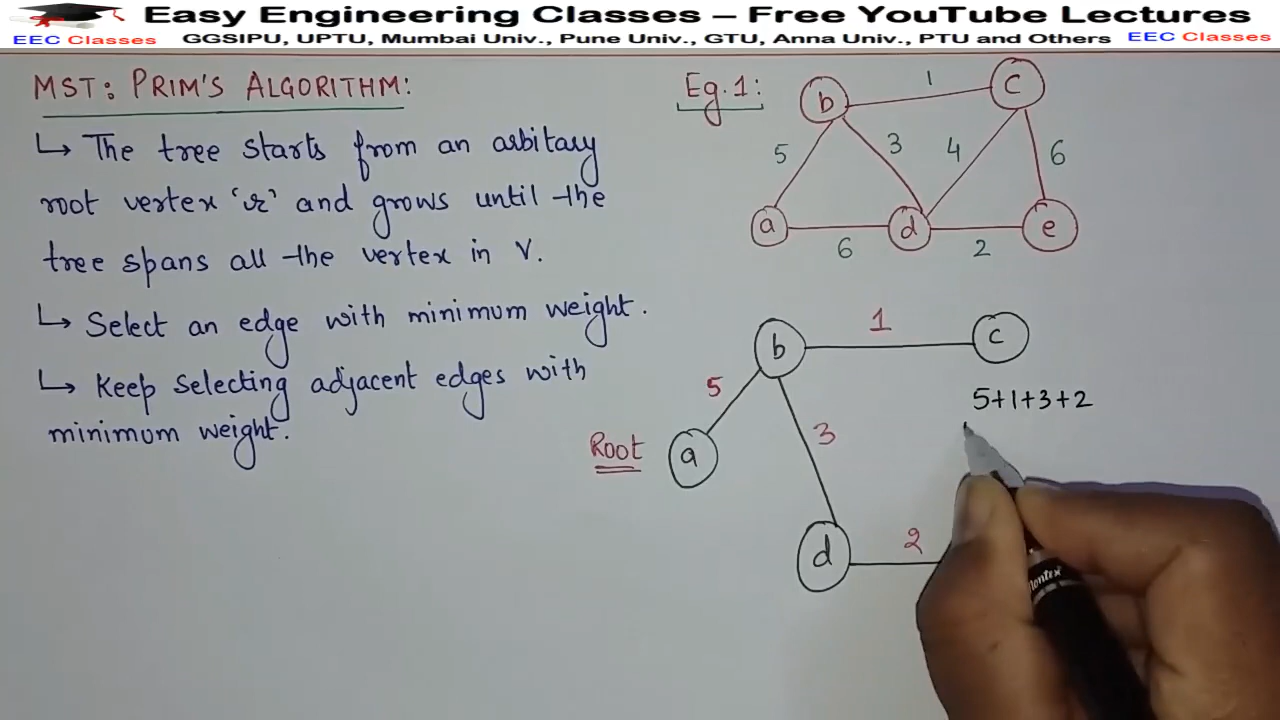 Easy Engineering Classes – Free YouTube Lectures
EEC Classes
GGSIPU, UPTU, Mumbai Univ., Pune Univ., GTU, Anna Univ., PTU and Others
EEC Classes
MST: PRIM'S ALGORITHM:
↳ The tree starts from an arbitary
root vertex 'r' and grows until the
tree spans all the vertex in V.
↳ Select an edge with minimum weight.
↳ Keep selecting adjacent edges with
minimum weight.
Eg.1:
b 1 c
5 3 4 6
a d e
6 2
b 1 c
5
5+1+3+2
3
Root a
d 2